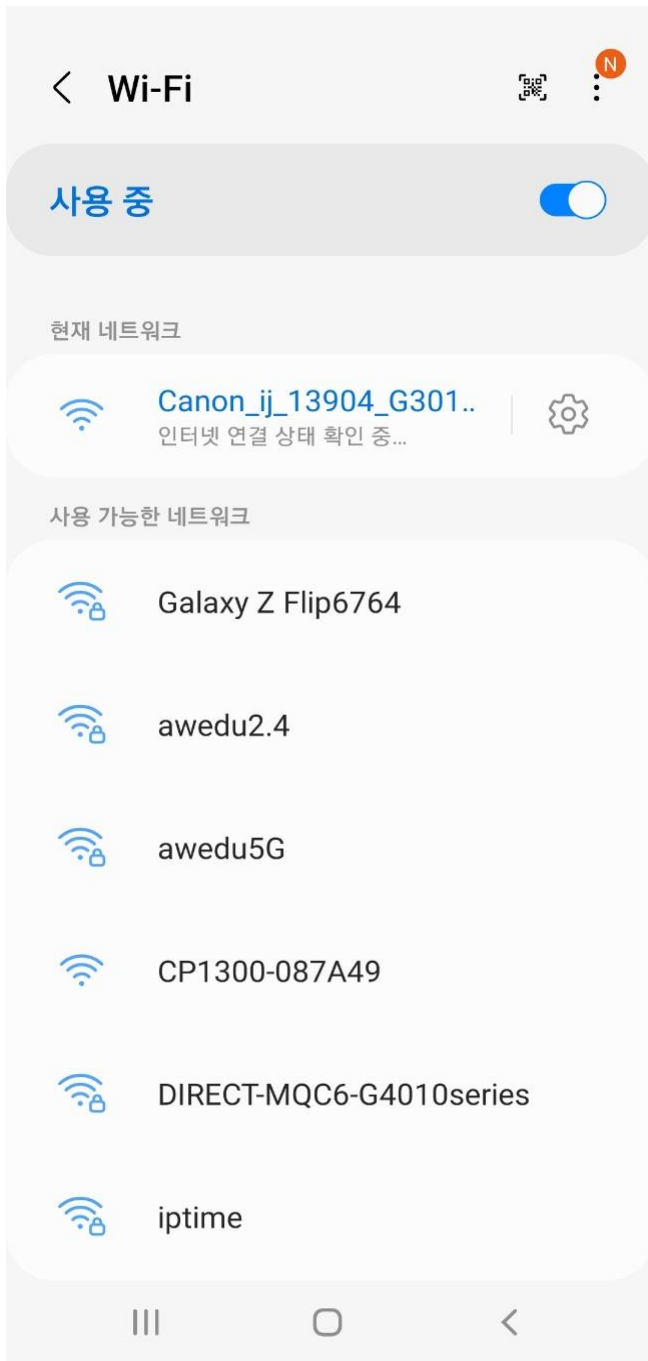 Wi-Fi
N
사용 중
현재 네트워크
Canon_ij_13904_G301..
인터넷 연결 상태 확인 중...
사용 가능한 네트워크
Galaxy Z Flip6764
awedu2.4
awedu5G
CP1300-087A49
DIRECT-MQC6-G4010series
iptime